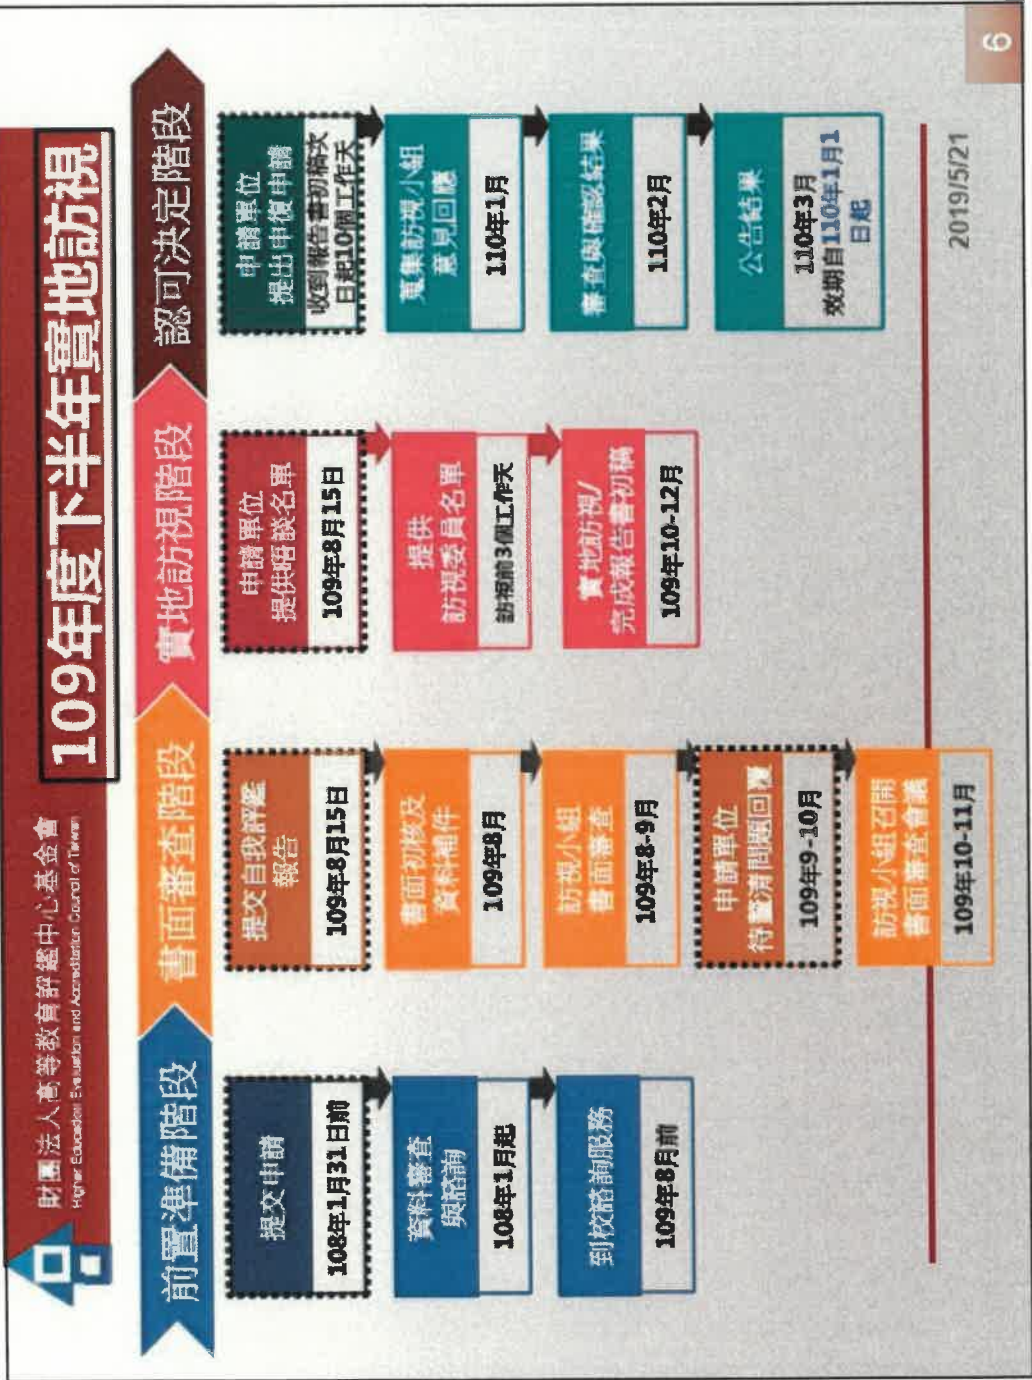 財團法人高等教育評鑑中心基金會
Higher Education Evaluation and Accreditation Council of Taiwan
109年度下半年實地訪視
前置準備階段
提交申請
108年1月31日前
資料審查
與諮詢
108年1月起
到校諮詢服務
109年8月前
書面審查階段
提交自我評鑑
報告
109年8月15日
書面初核及
資料補件
109年8月
訪視小組
書面審查
109年8-9月
申請單位
待釐清問題回覆
109年9-10月
訪視小組召開
書面審查會議
109年10-11月
實地訪視階段
申請單位
提供晤談名單
109年8月15日
提供
訪視委員名單
訪視前3個工作天
實地訪視/
完成報告書初稿
109年10-12月
認可決定階段
申請單位
提出申復申請
收到報告書初稿次
日起10個工作天
蒐集訪視小組
意見回應
110年1月
審查與確認結果
110年2月
公告結果
110年3月
效期自110年1月1
日起
2019/5/21
6